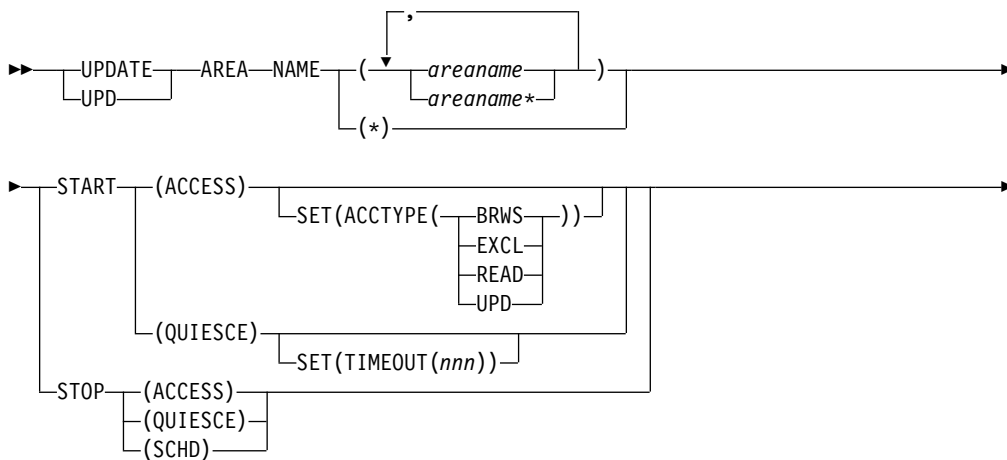 ,
UPDATE AREA NAME ( areaname )
UPD areaname*
(*)
START (ACCESS)
SET(ACCTYPE( BRWS ))
EXCL
READ
UPD
(QUIESCE)
SET(TIMEOUT(nnn))
STOP (ACCESS)
(QUIESCE)
(SCHD)